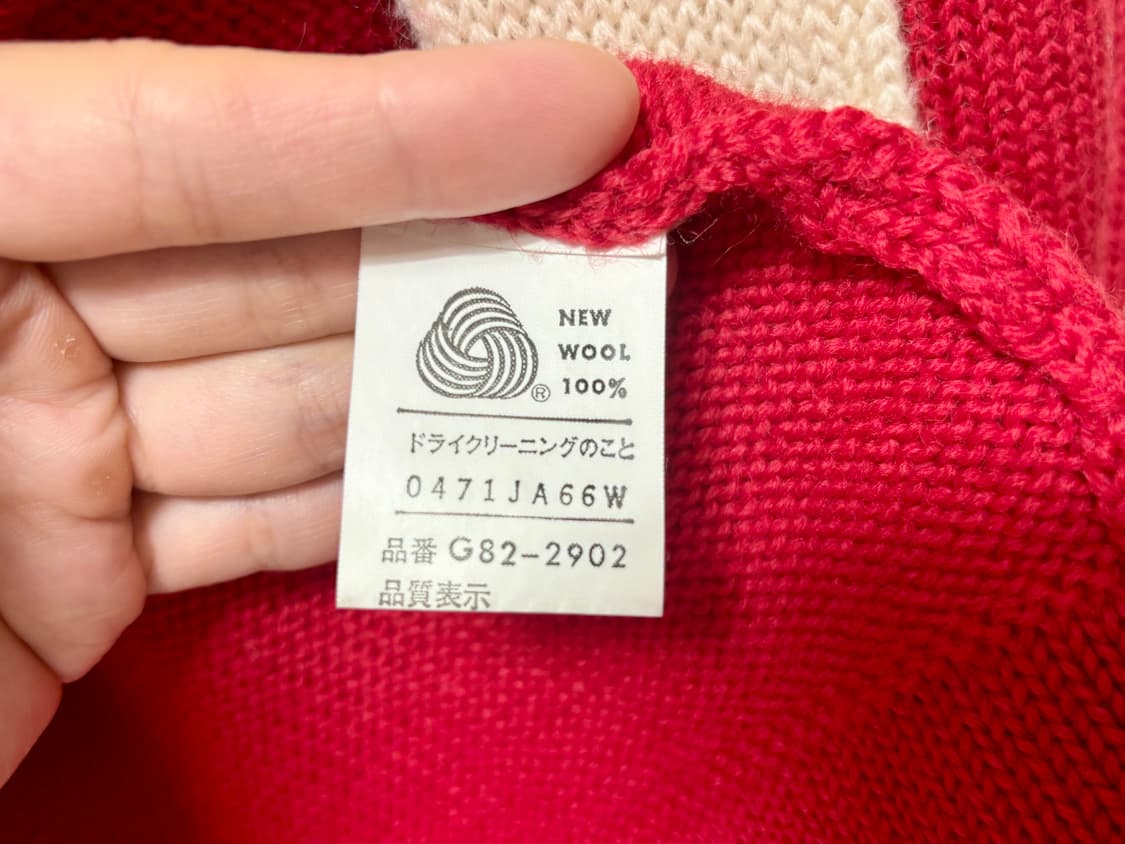 NEW
WOOL
100%
®
ドライクリーニングのこと
0471JA66W
品番 G82-2902
品質表示